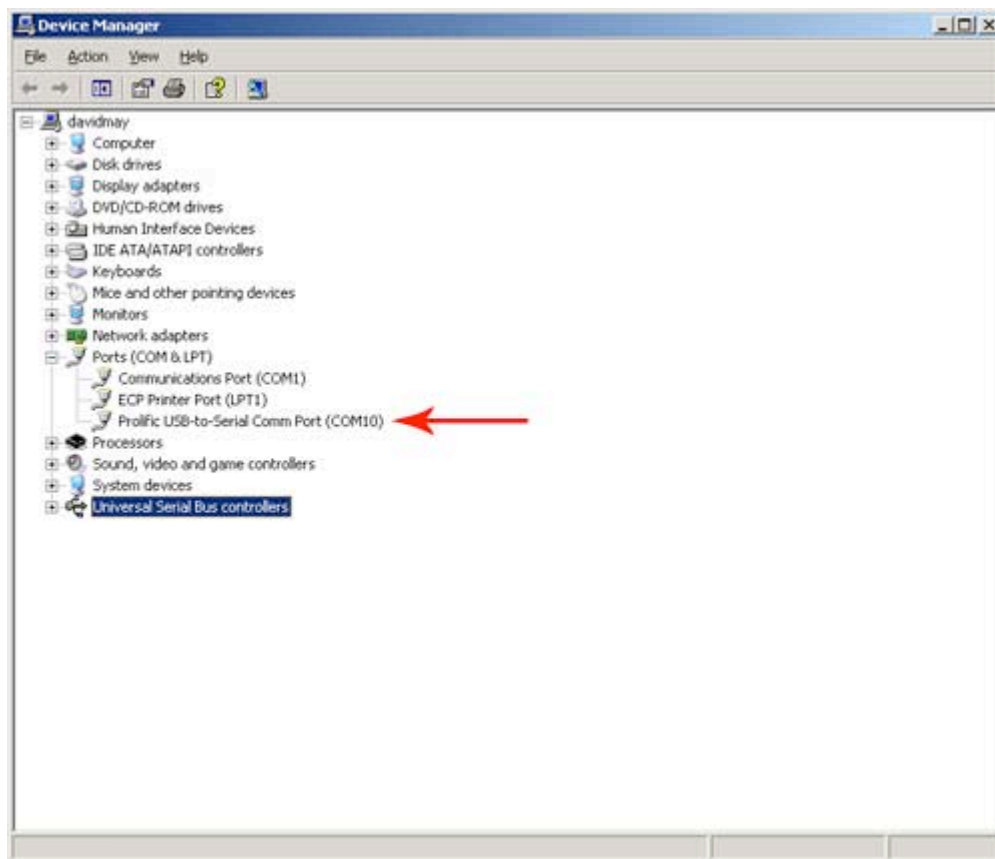 Device Manager
File Action View Help
davidmay
Computer
Disk drives
Display adapters
DVD/CD-ROM drives
Human Interface Devices
IDE ATA/ATAPI controllers
Keyboards
Mice and other pointing devices
Monitors
Network adapters
Ports (COM & LPT)
Communications Port (COM1)
ECP Printer Port (LPT1)
Prolific USB-to-Serial Comm Port (COM10)
Processors
Sound, video and game controllers
System devices
Universal Serial Bus controllers